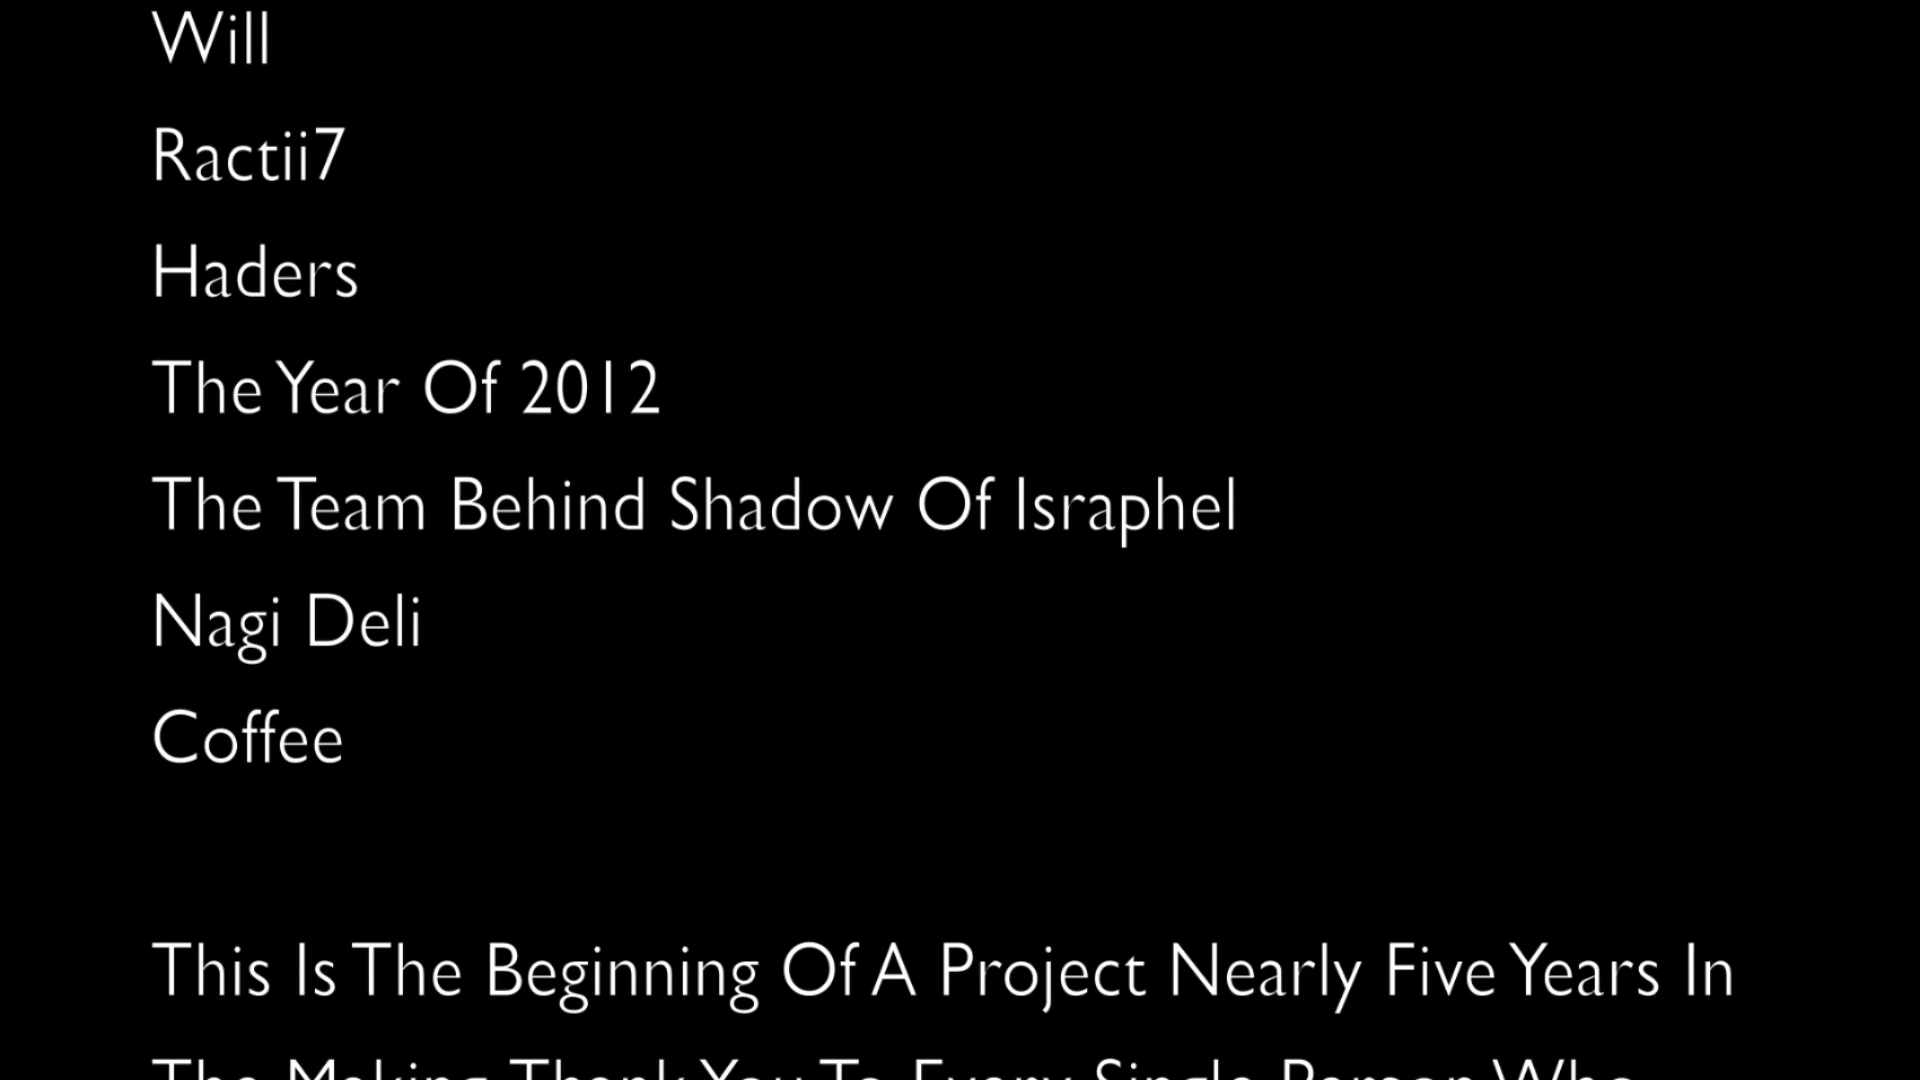 Will
Ractii7
Haders
The Year Of 2012
The Team Behind Shadow Of Israphel
Nagi Deli
Coffee
This Is The Beginning Of A Project Nearly Five Years In
The Making Thank You To Every Single Person Who